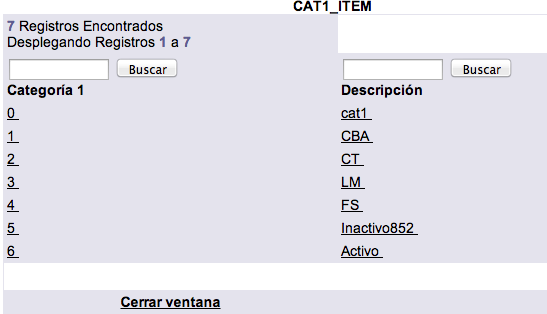 CAT1_ITEM
7 Registros Encontrados
Desplegando Registros 1 a 7
Buscar Buscar
Categoría 1 Descripción
0 cat1
1 CBA
2 CT
3 LM
4 FS
5 Inactivo852
6 Activo
Cerrar ventana